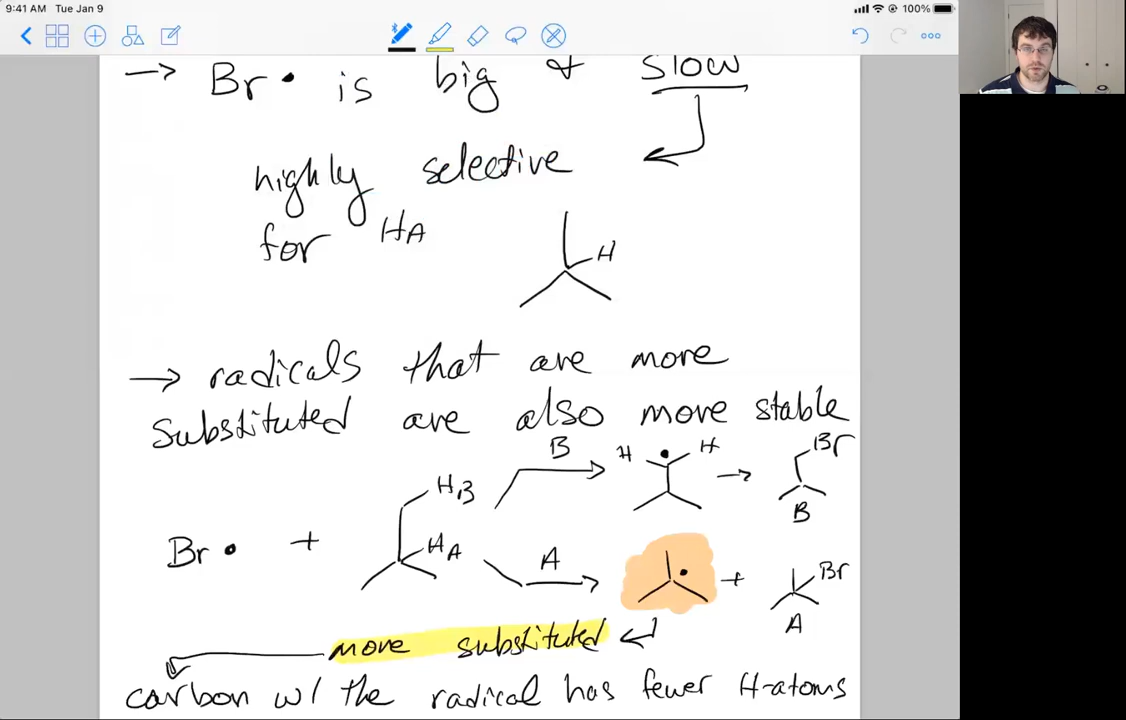 9:41 AM Tue Jan 9
100%
→ Br• is big & slow
highly selective
for HA
H
→ radicals that are more
substituted are also more stable
B
H
H
Br
HB
B
Br• +
HA
A
+
Br
A
more substituted
carbon w/ the radical has fewer H-atoms